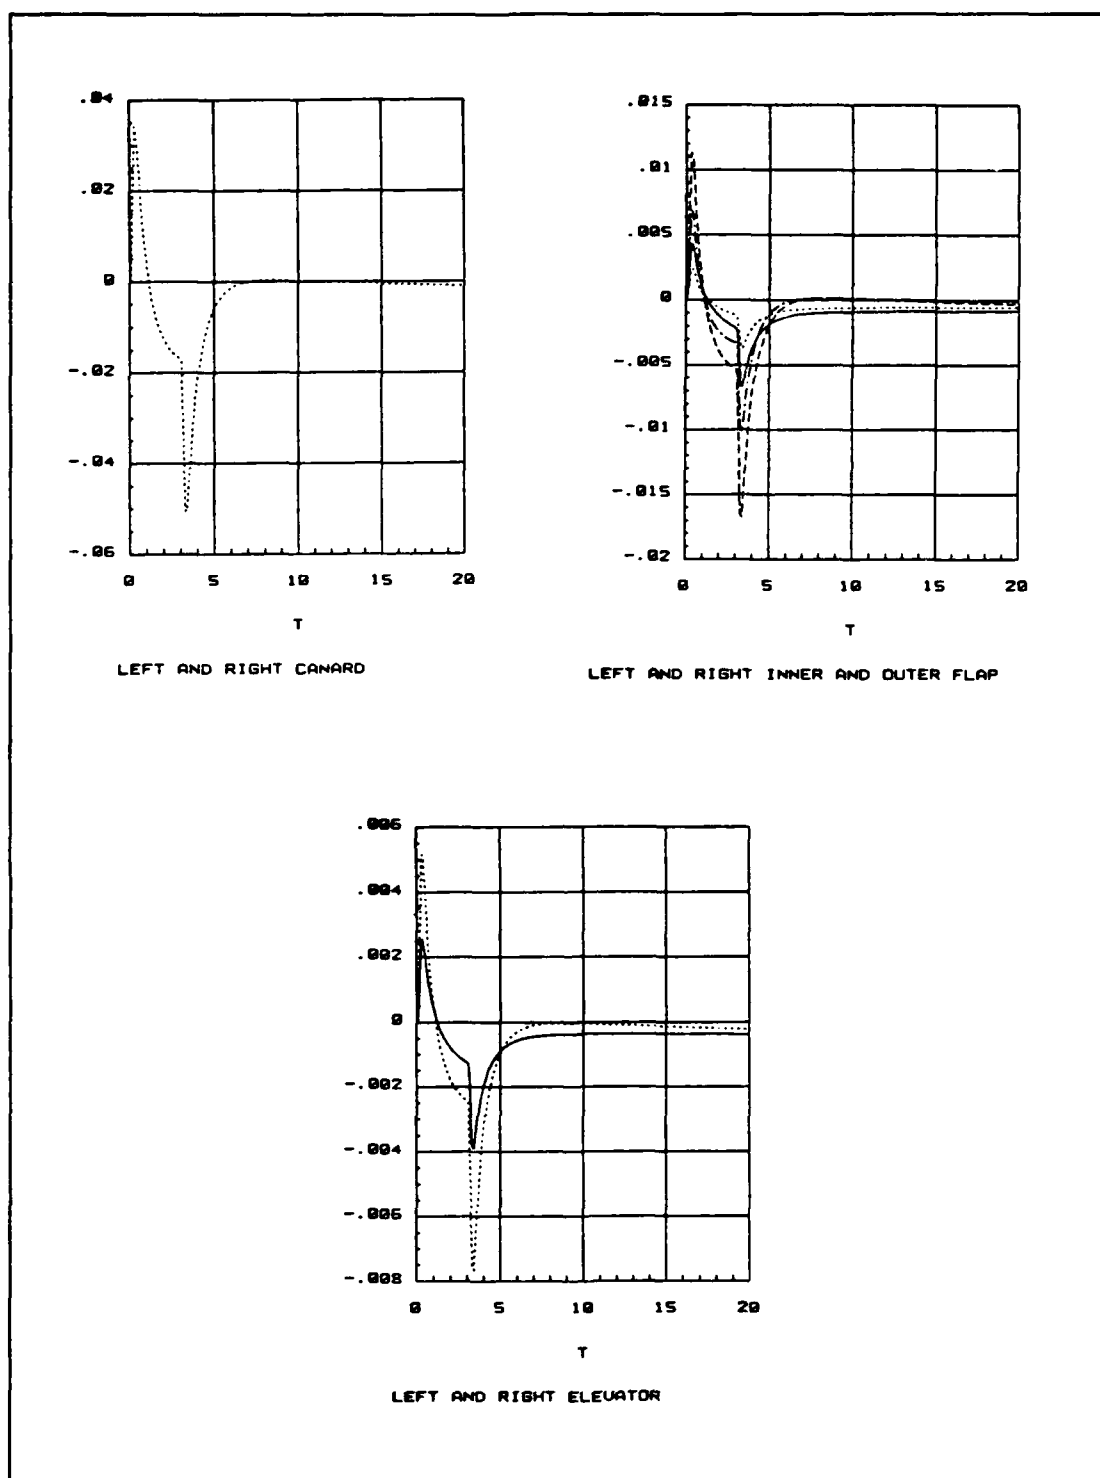 .04
.02
0
-.02
-.04
-.06
0 5 10 15 20
T
LEFT AND RIGHT CANARD
.015
.01
.005
0
-.005
-.01
-.015
-.02
0 5 10 15 20
T
LEFT AND RIGHT INNER AND OUTER FLAP
.006
.004
.002
0
-.002
-.004
-.006
-.008
0 5 10 15 20
T
LEFT AND RIGHT ELEVATOR